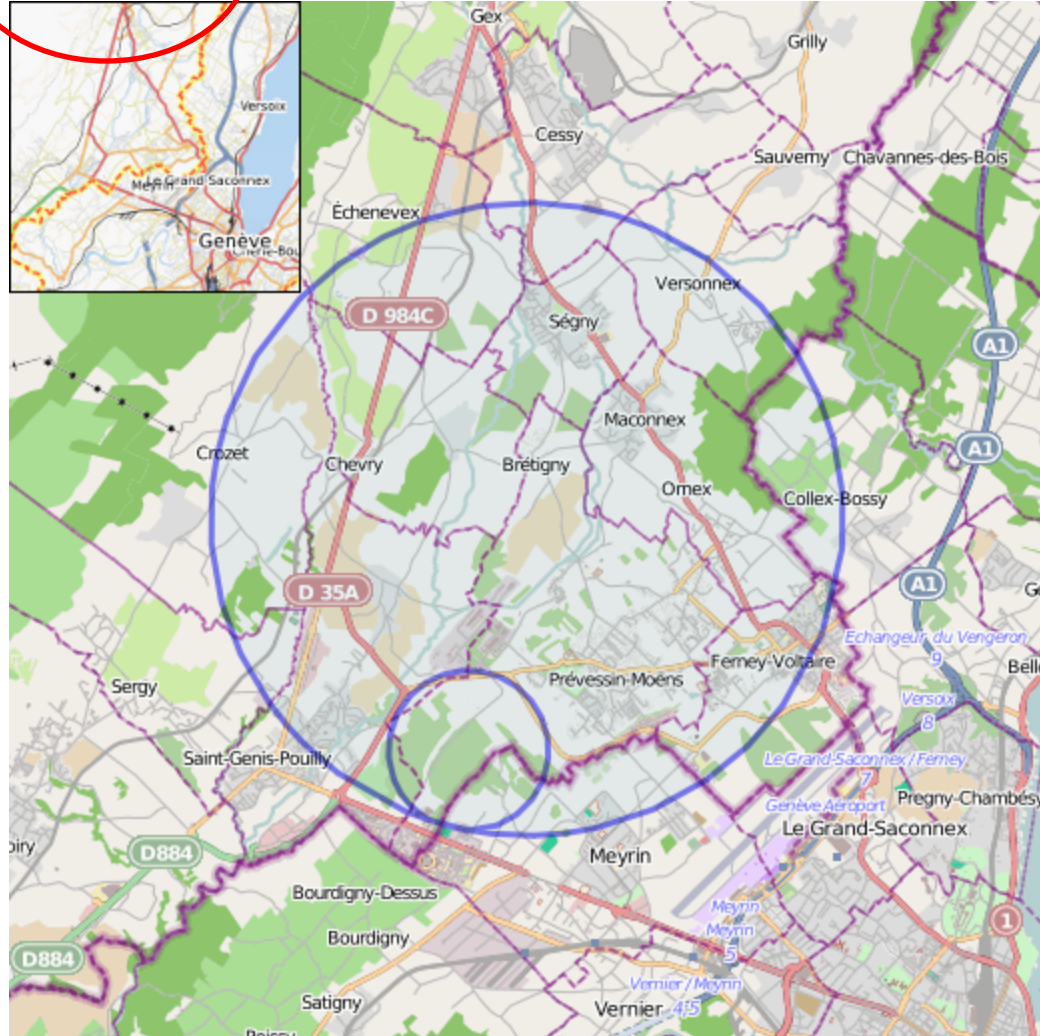 Gex
Grilly
Versoix
Cessy
Sauverny
Chavannes-des-Bois
Meyrin
Le Grand-Saconnex
Échenevex
Genève
Versonnex
D 984C
Ségny
A1
Maconnex
A1
Crozet
Chevry
Brétigny
Ornex
Collex-Bossy
D 35A
A1
Echangeur du Vengeron
9
Ferney-Voltaire
Sergy
Prévessin-Moëns
Versoix
8
Saint-Genis-Pouilly
Le Grand-Saconnex / Ferney
7
Genève Aéroport
Pregny-Chambésy
Le Grand-Saconnex
D884
Meyrin
Bourdigny-Dessus
Meyrin
Meyrin
5
1
Bourdigny
D884
Vernier / Meyrin
4;5
Satigny
Vernier